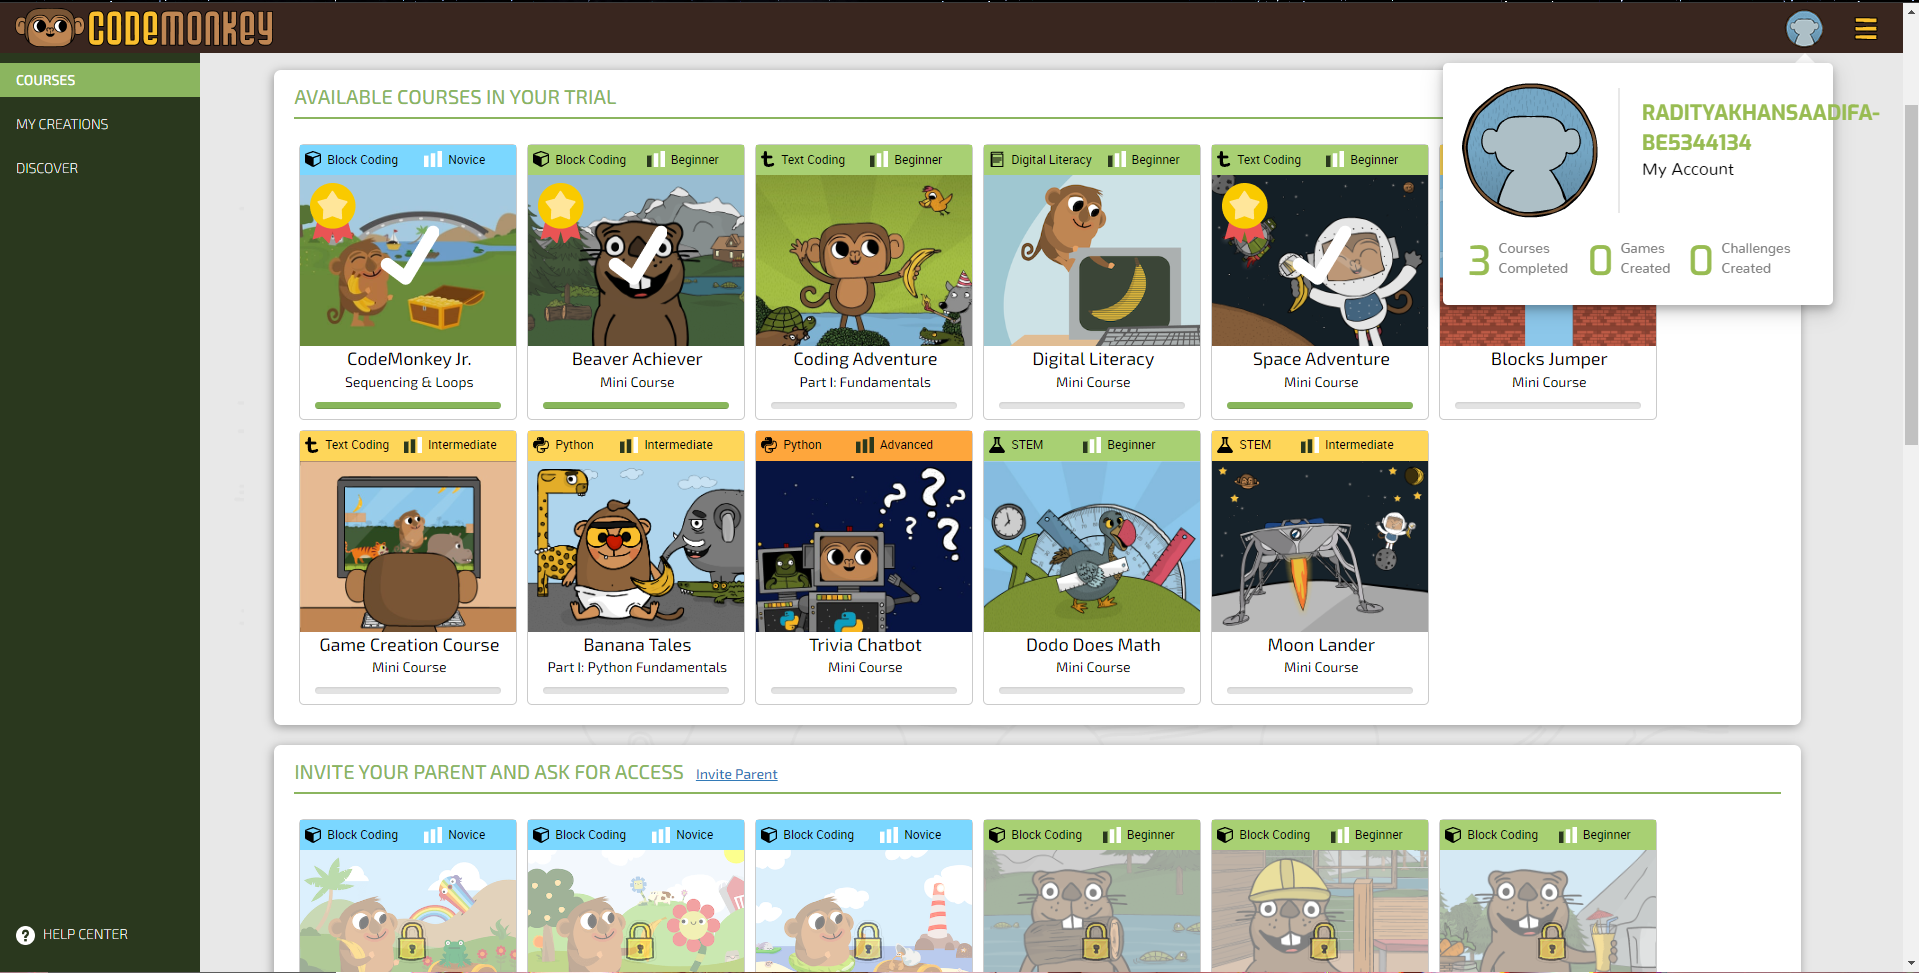 CODEMONKEY
COURSES
MY CREATIONS
DISCOVER
HELP CENTER
RADITYAKHANSAADIFA-
BE5344134
My Account
3 Courses Completed
0 Games Created
0 Challenges Created
AVAILABLE COURSES IN YOUR TRIAL
Block Coding Novice
CodeMonkey Jr.
Sequencing & Loops
Block Coding Beginner
Beaver Achiever
Mini Course
Text Coding Beginner
Coding Adventure
Part I: Fundamentals
Digital Literacy Beginner
Digital Literacy
Mini Course
Text Coding Beginner
Space Adventure
Mini Course
Blocks Jumper
Mini Course
Text Coding Intermediate
Game Creation Course
Mini Course
Python Intermediate
Banana Tales
Part I: Python Fundamentals
Python Advanced
Trivia Chatbot
Mini Course
STEM Beginner
Dodo Does Math
Mini Course
STEM Intermediate
Moon Lander
Mini Course
INVITE YOUR PARENT AND ASK FOR ACCESS Invite Parent
Block Coding Novice
Block Coding Novice
Block Coding Novice
Block Coding Beginner
Block Coding Beginner
Block Coding Beginner